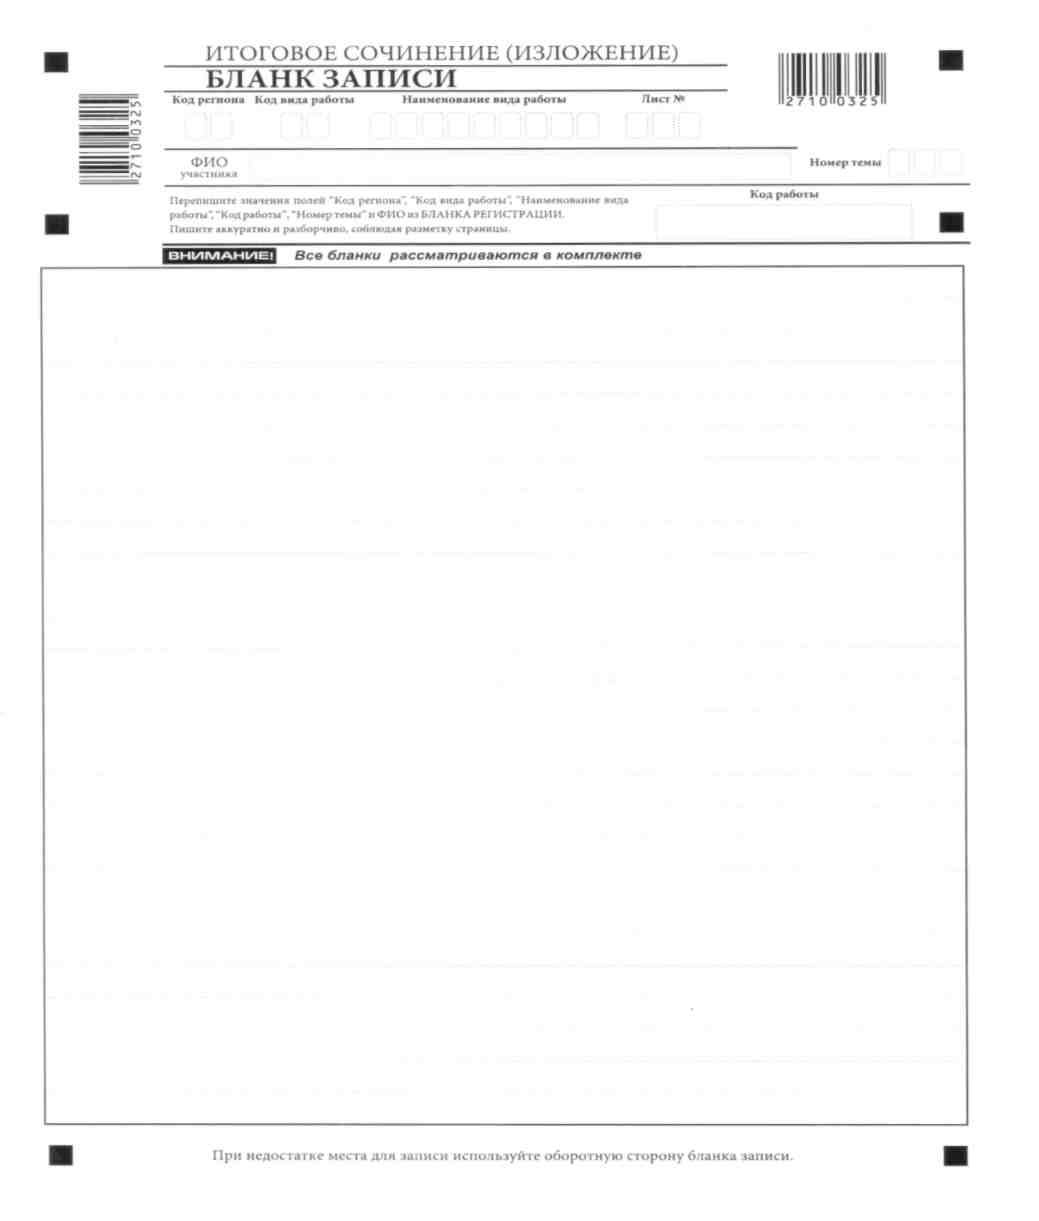 ИТОГОВОЕ СОЧИНЕНИЕ (ИЗЛОЖЕНИЕ)
БЛАНК ЗАПИСИ
2710003251
2710003251
Код региона Код вида работы Наименование вида работы Лист №
ФИО
участника
Номер темы
Перепишите значения полей "Код региона", "Код вида работы", "Наименование вида
работы", "Код работы", "Номер темы" и ФИО из БЛАНКА РЕГИСТРАЦИИ.
Пишите аккуратно и разборчиво, соблюдая разметку страницы.
Код работы
ВНИМАНИЕ! Все бланки рассматриваются в комплекте
При недостатке места для записи используйте оборотную сторону бланка записи.